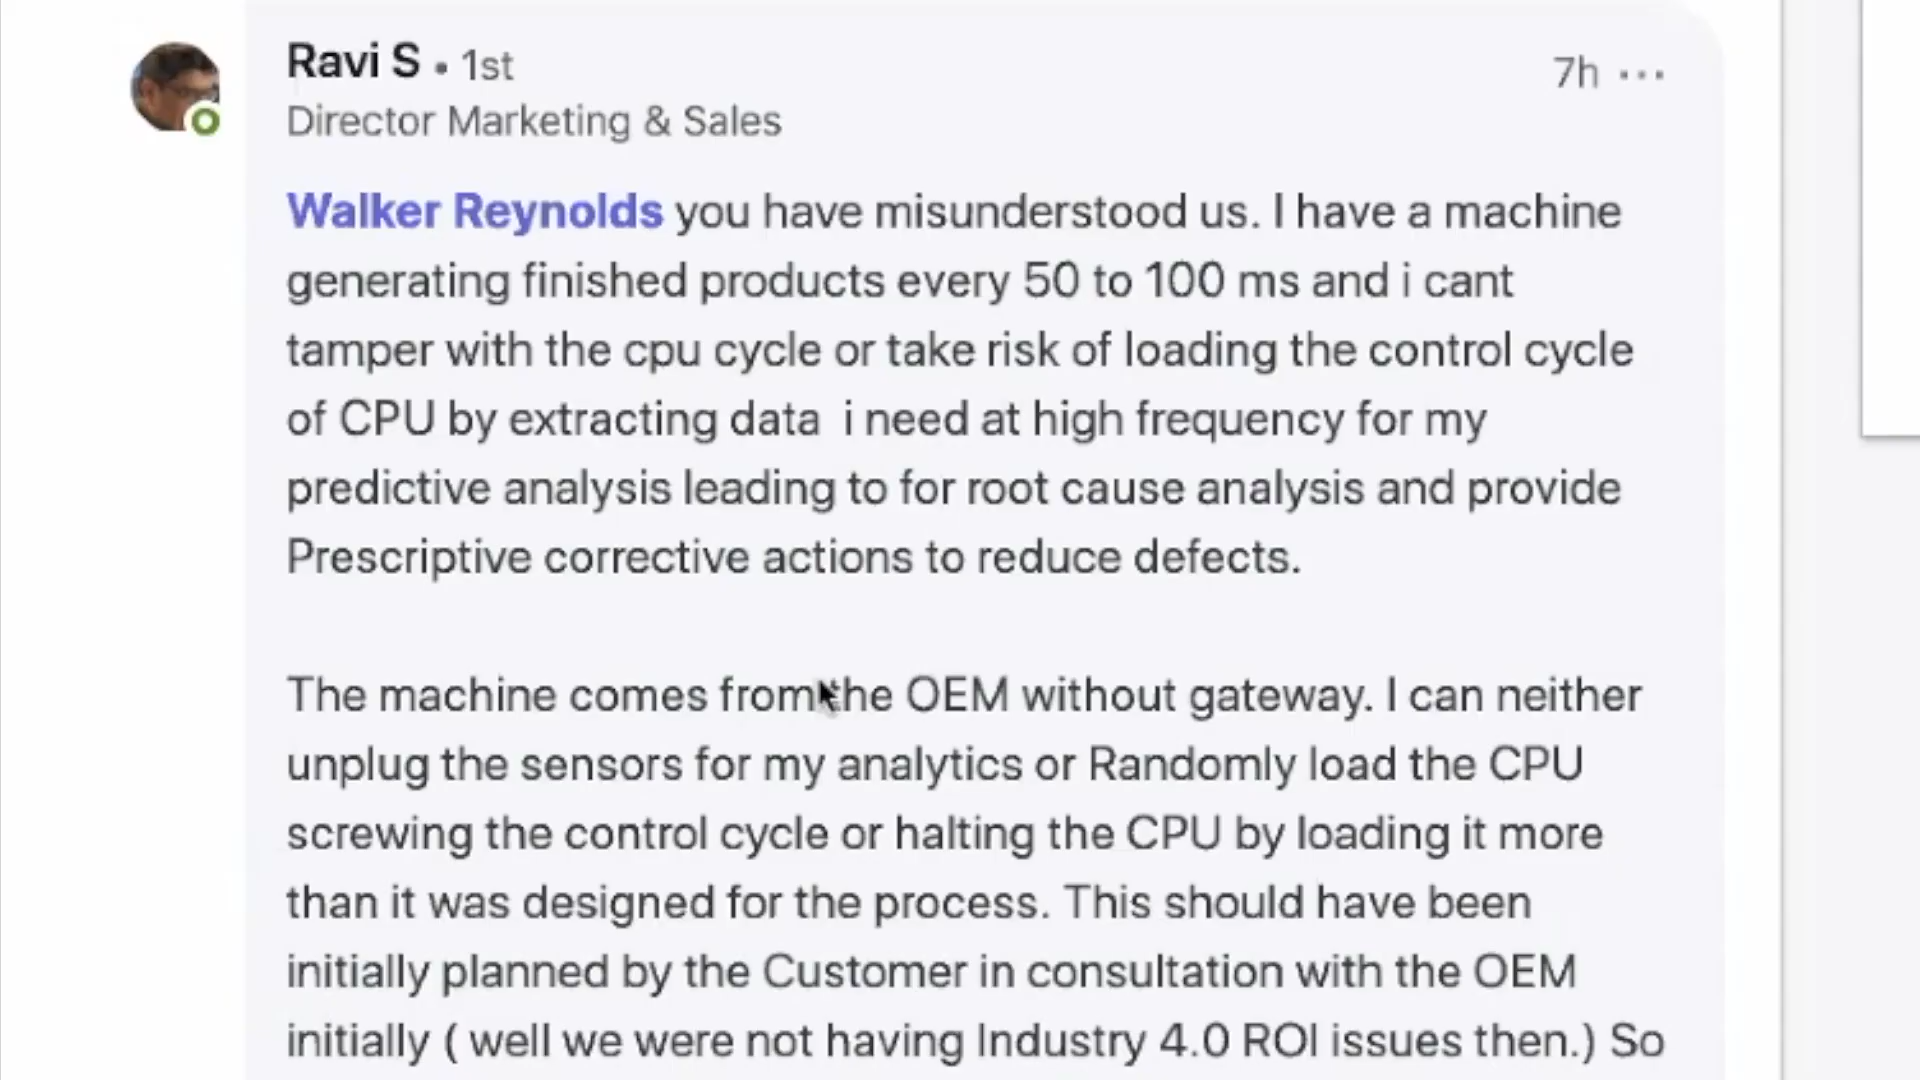 Ravi S • 1st
7h ...
Director Marketing & Sales
Walker Reynolds you have misunderstood us. I have a machine
generating finished products every 50 to 100 ms and i cant
tamper with the cpu cycle or take risk of loading the control cycle
of CPU by extracting data  i need at high frequency for my
predictive analysis leading to for root cause analysis and provide
Prescriptive corrective actions to reduce defects.
The machine comes from the OEM without gateway. I can neither
unplug the sensors for my analytics or Randomly load the CPU
screwing the control cycle or halting the CPU by loading it more
than it was designed for the process. This should have been
initially planned by the Customer in consultation with the OEM
initially ( well we were not having Industry 4.0 ROI issues then.) So